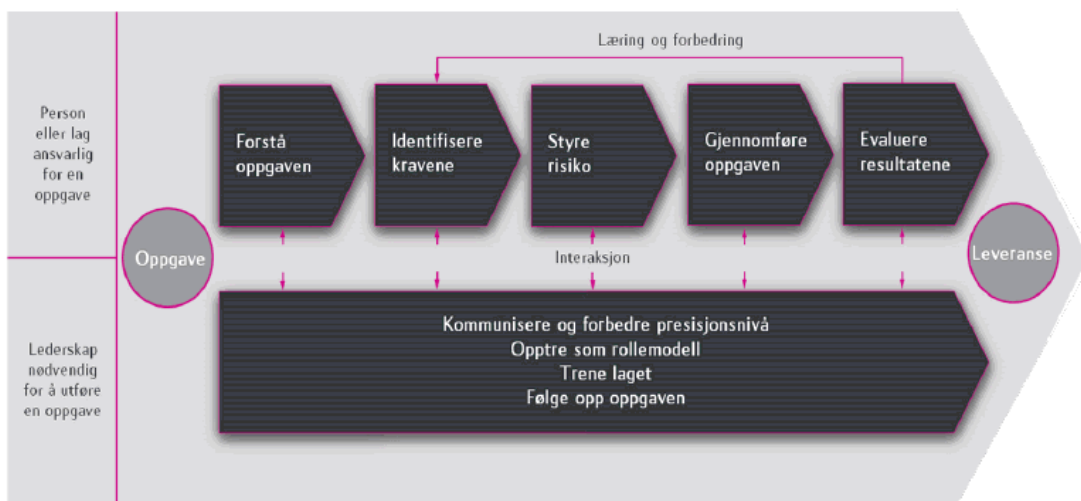 Læring og forbedring
Person
eller lag
ansvarlig
for en
oppgave
Forstå
oppgaven
Identifisere
kravene
Styre
risiko
Gjennomføre
oppgaven
Evaluere
resultatene
Oppgave
Interaksjon
Leveranse
Lederskap
nødvendig
for å utføre
en oppgave
Kommunisere og forbedre presisjonsnivå
Opptre som rollemodell
Trene laget
Følge opp oppgaven